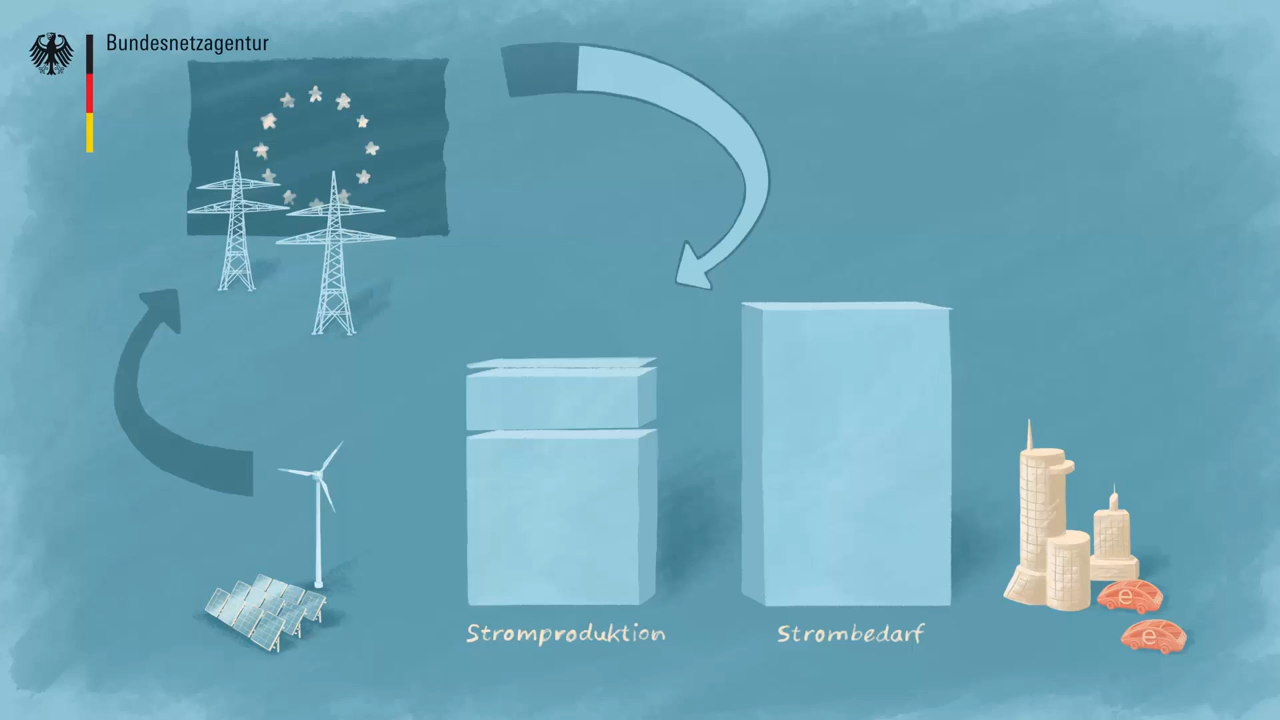 Bundesnetzagentur
Stromproduktion
Strombedarf
e
e